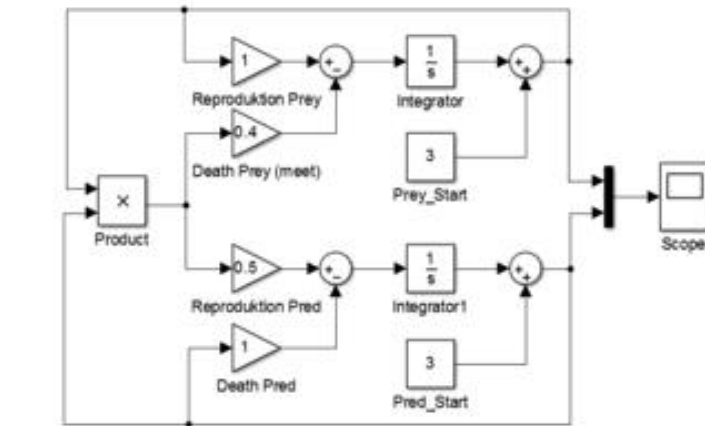 1
+
-
1
s
+
+
Reproduktion Prey
Integrator
0.4
3
Death Prey (meet)
Prey_Start
×
Product
Scope
0.5
+
-
1
s
+
+
Reproduktion Pred
Integrator1
1
3
Death Pred
Pred_Start